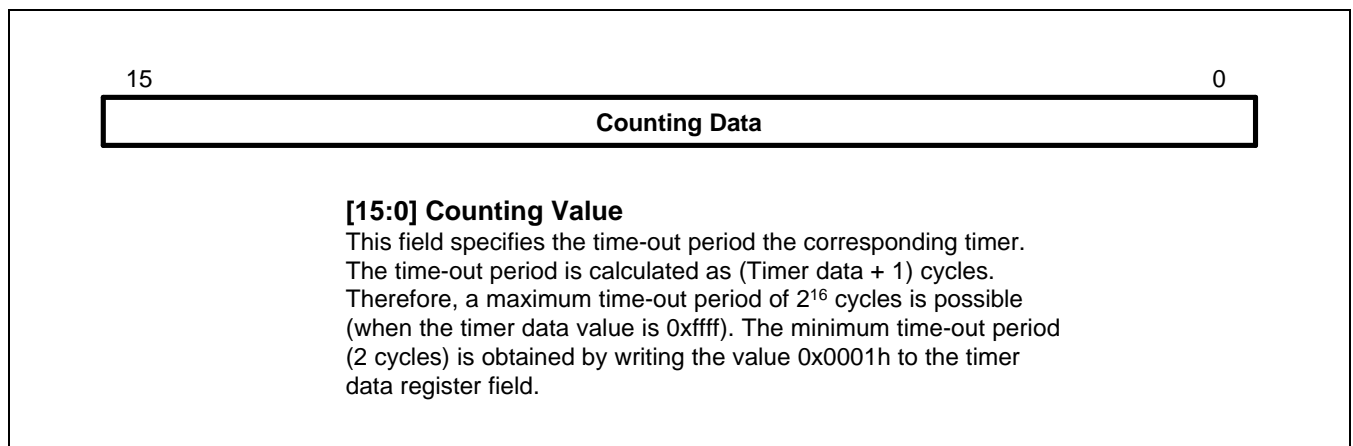 15 0
Counting Data
[15:0] Counting Value
This field specifies the time-out period the corresponding timer.
The time-out period is calculated as (Timer data + 1) cycles.
Therefore, a maximum time-out period of 2¹⁶ cycles is possible
(when the timer data value is 0xffff). The minimum time-out period
(2 cycles) is obtained by writing the value 0x0001h to the timer
data register field.